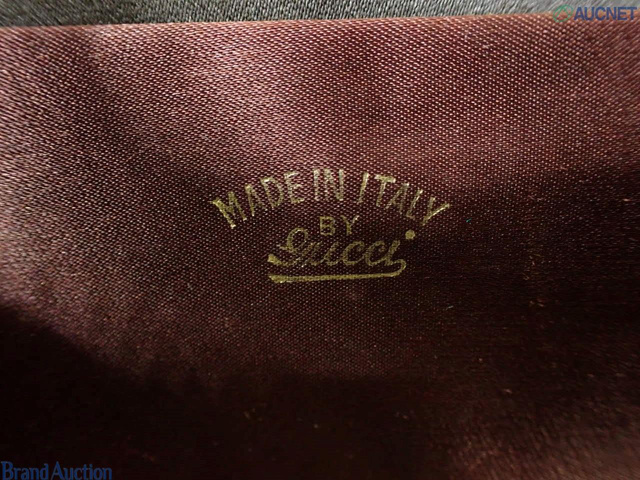 AUCNET
MADE IN ITALY
BY
Gucci
Brand Auction